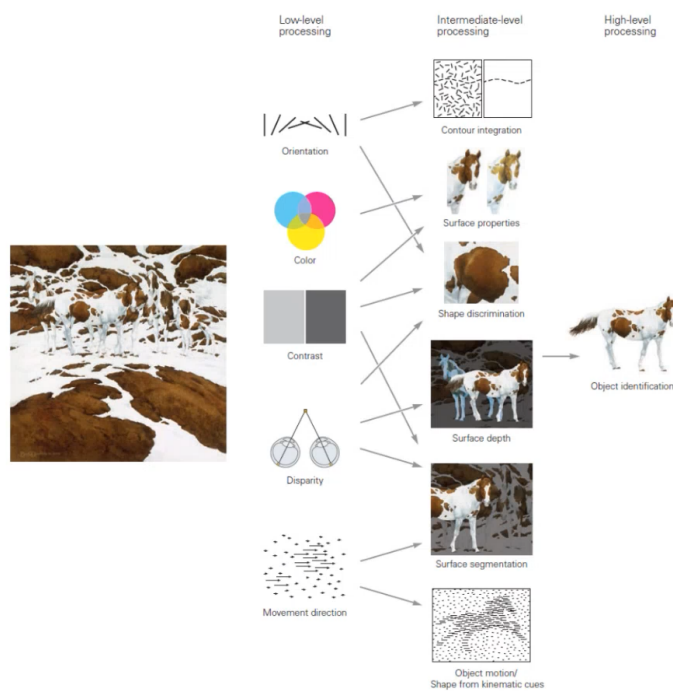 Low-level
processing
Intermediate-level
processing
High-level
processing
Orientation
Contour integration
Color
Surface properties
Contrast
Shape discrimination
Object identification
Disparity
Surface depth
Movement direction
Surface segmentation
Object motion/
Shape from kinematic cues